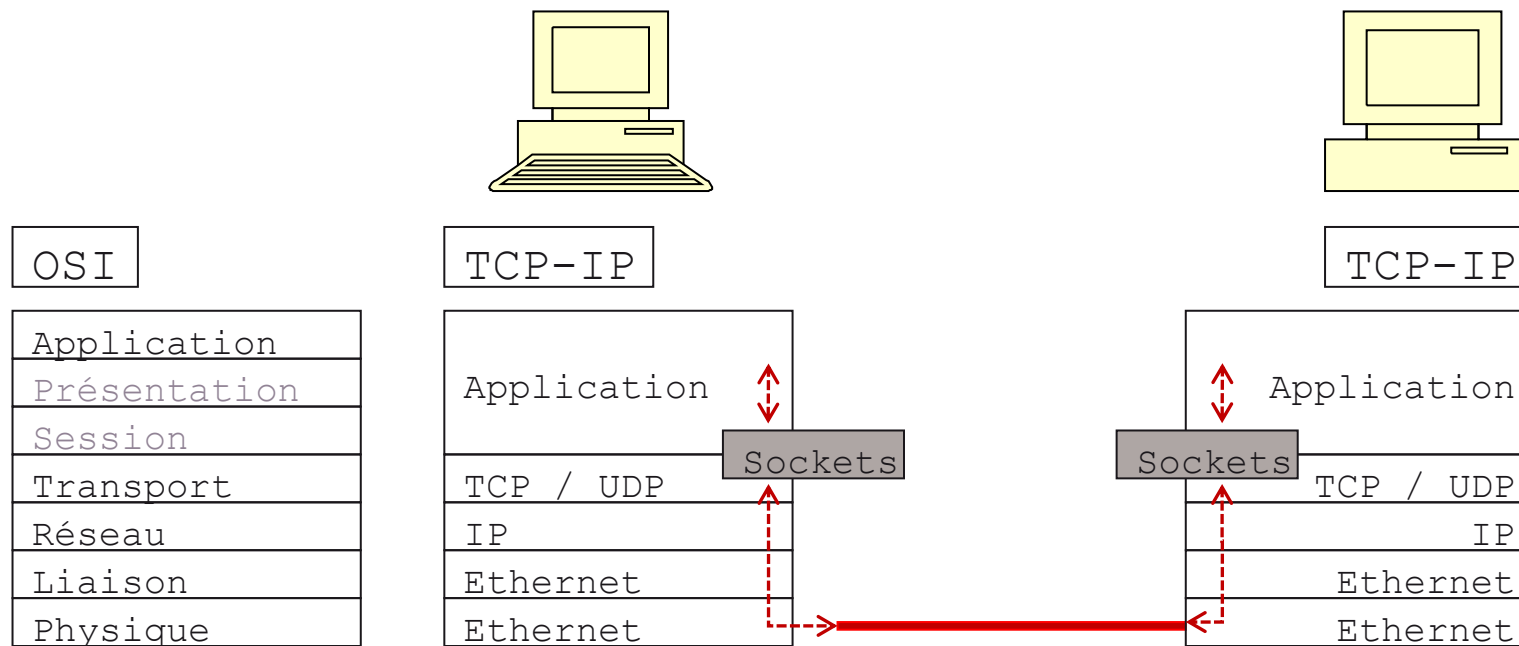 OSI
TCP-IP
TCP-IP
Application
Présentation
Session
Transport
Réseau
Liaison
Physique
Application
Sockets
TCP / UDP
IP
Ethernet
Ethernet
Application
Sockets
TCP / UDP
IP
Ethernet
Ethernet